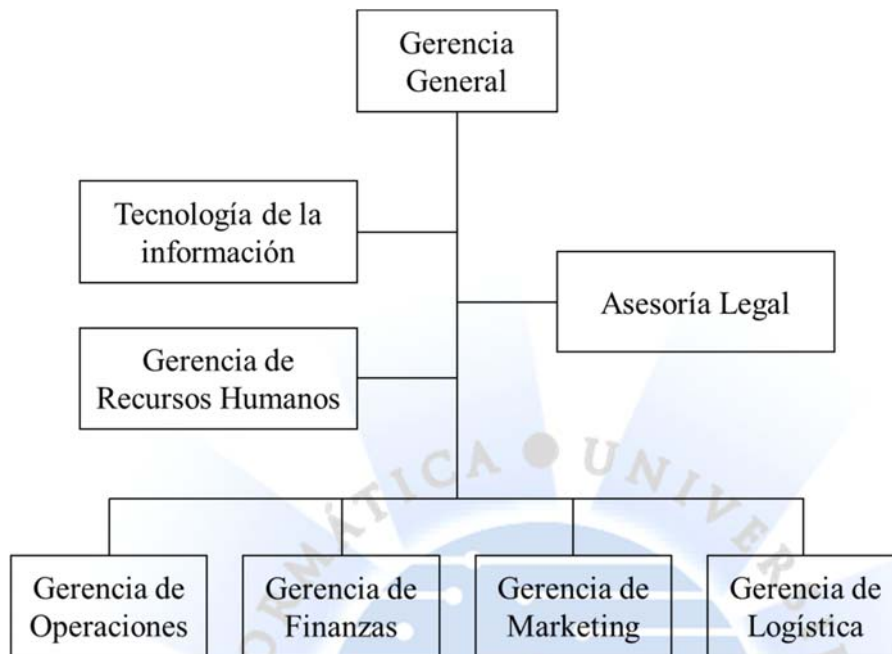 Gerencia
General
Tecnología de la
información
Asesoría Legal
Gerencia de
Recursos Humanos
Gerencia de
Operaciones
Gerencia de
Finanzas
Gerencia de
Marketing
Gerencia de
Logística